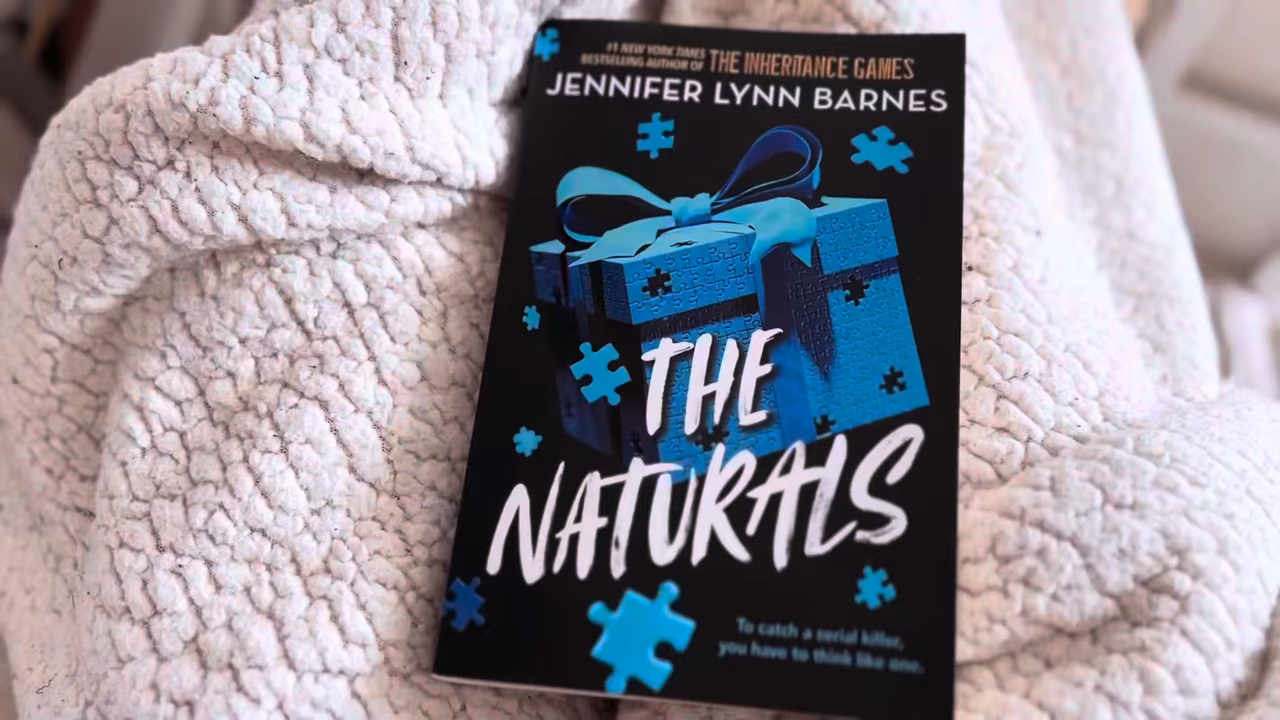 #1 NEW YORK TIMES
BESTSELLING AUTHOR OF THE INHERITANCE GAMES
JENNIFER LYNN BARNES
THE
NATURALS
To catch a serial killer,
you have to think like one.